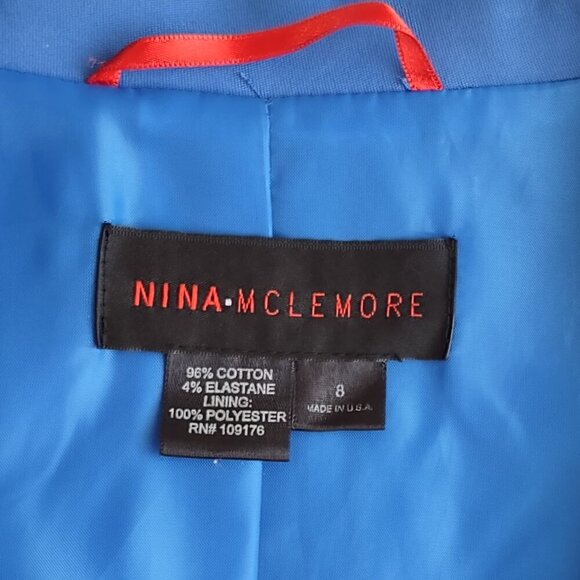 NINA·MCLEMORE
96% COTTON
4% ELASTANE
LINING:
100% POLYESTER
RN# 109176
8
MADE IN U.S.A.